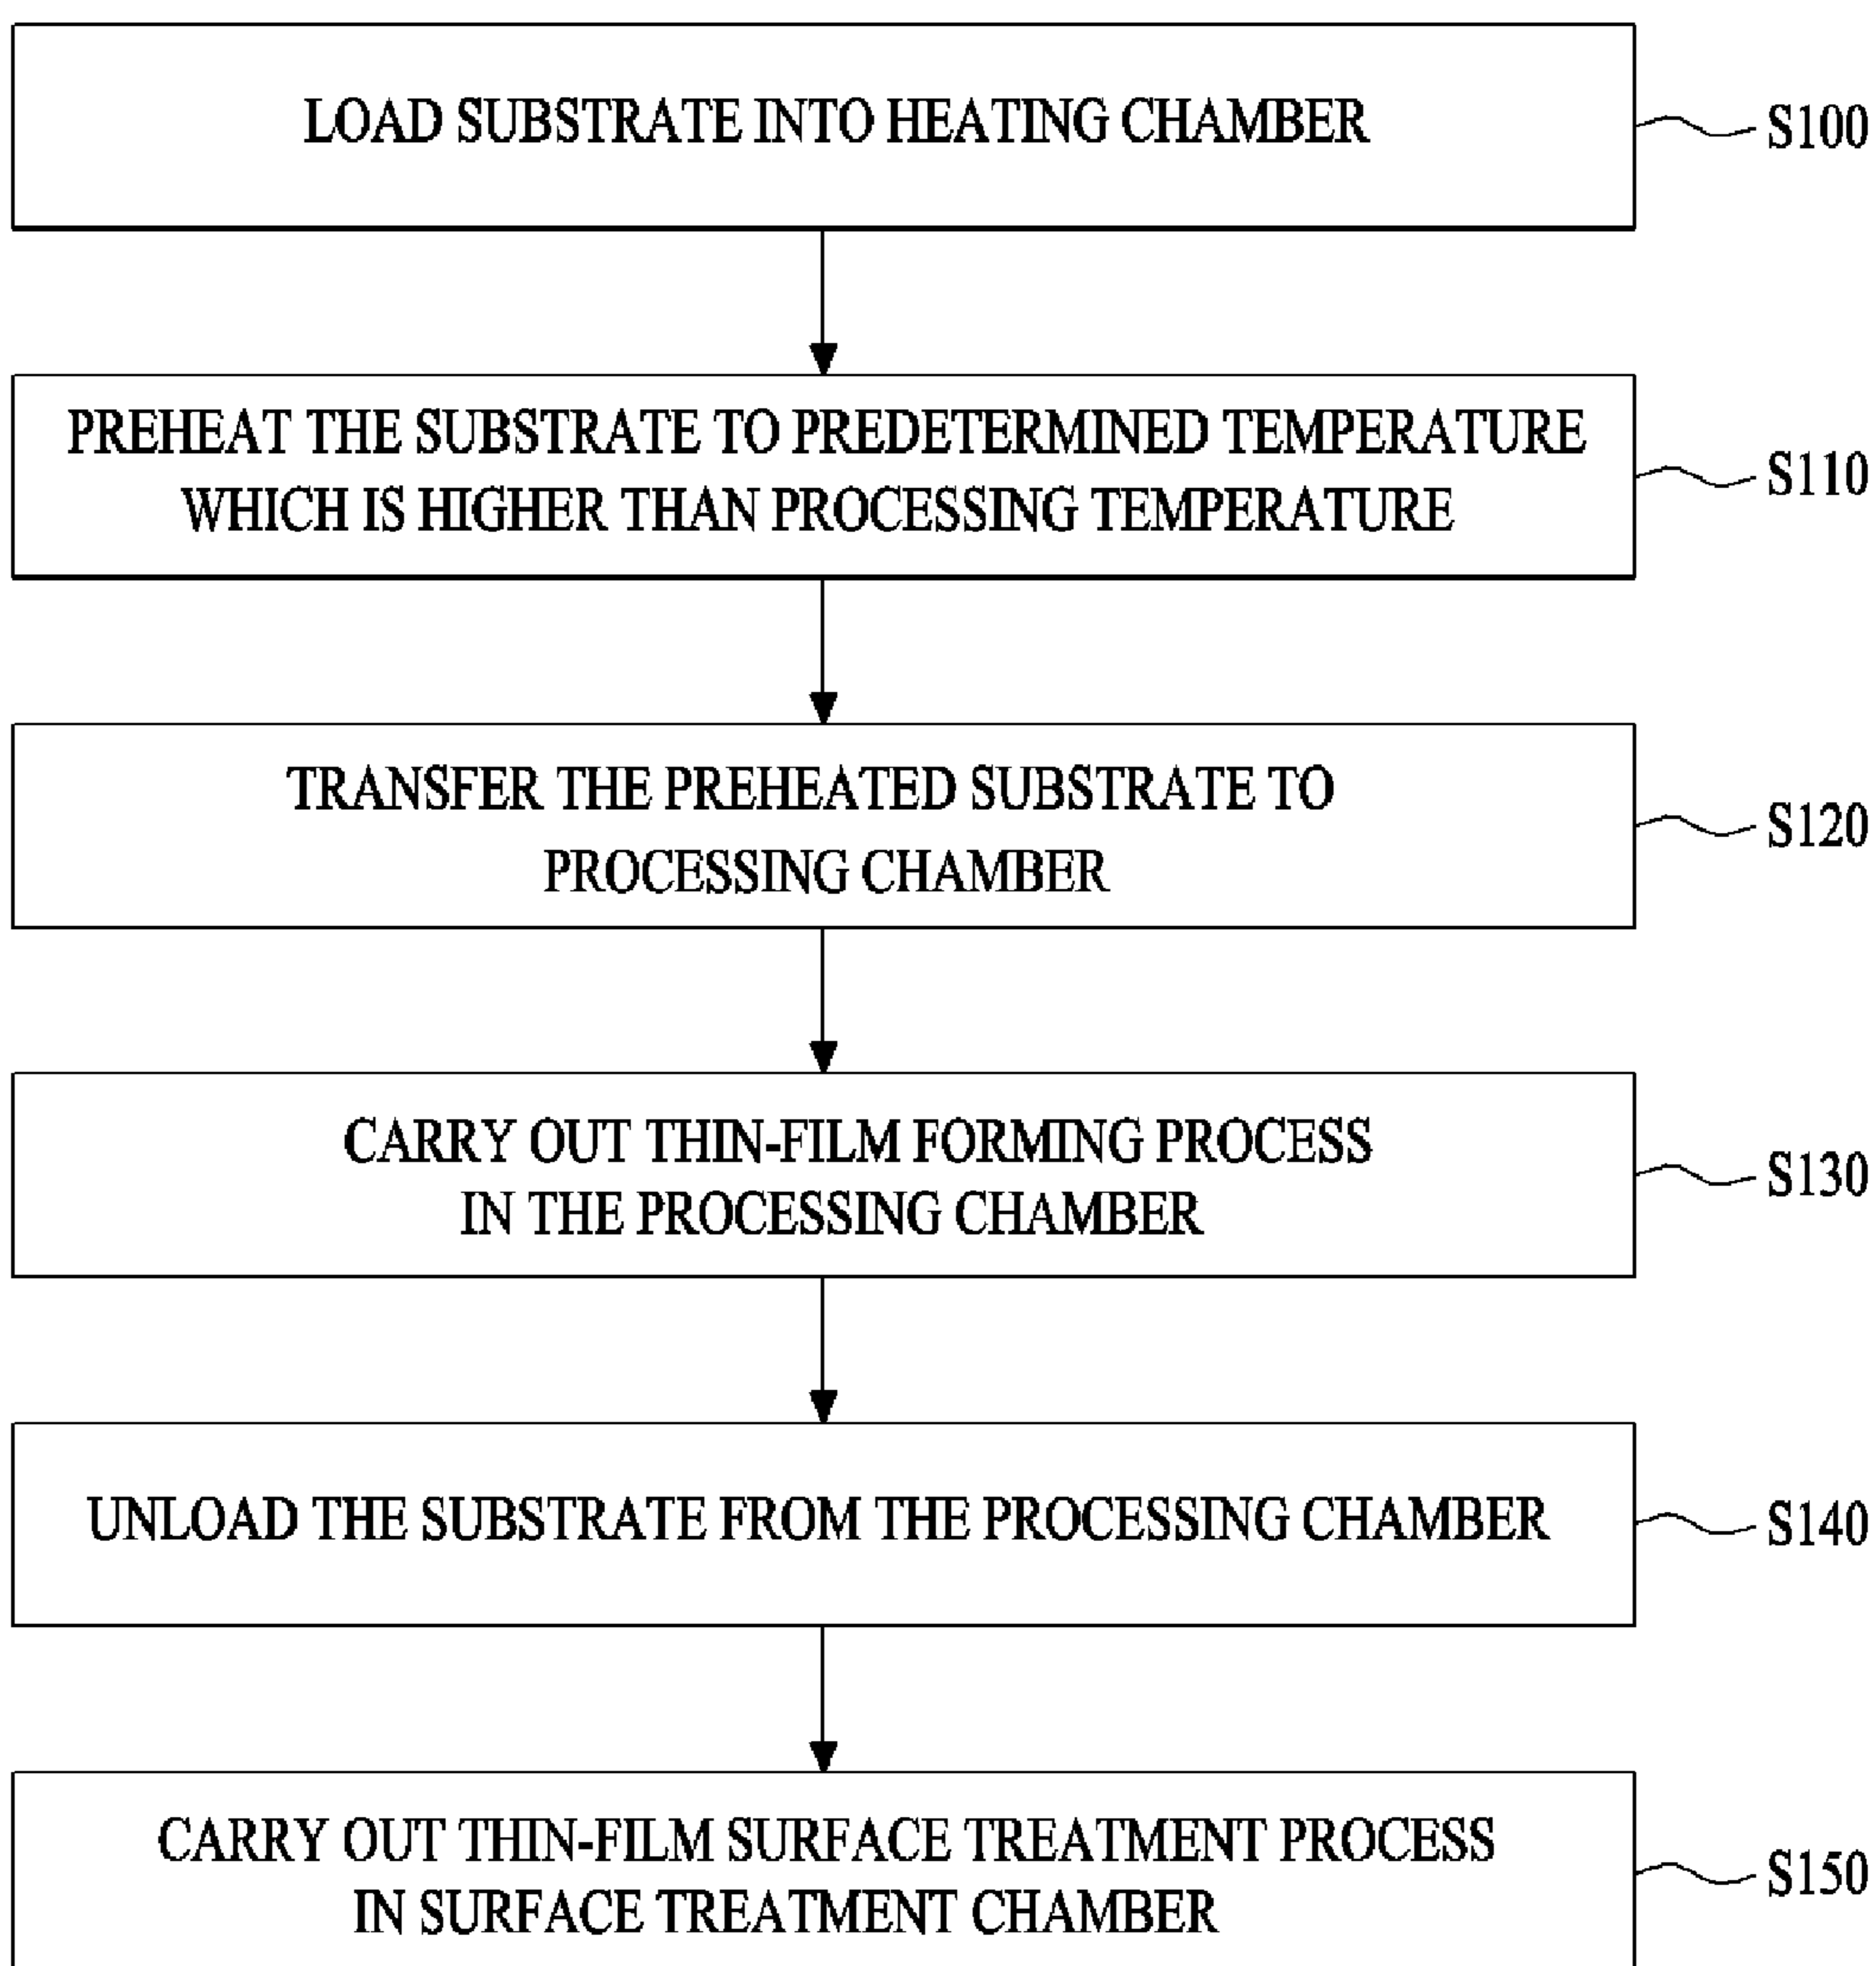 LOAD SUBSTRATE INTO HEATING CHAMBER
S100
PREHEAT THE SUBSTRATE TO PREDETERMINED TEMPERATURE
WHICH IS HIGHER THAN PROCESSING TEMPERATURE
S110
TRANSFER THE PREHEATED SUBSTRATE TO
PROCESSING CHAMBER
S120
CARRY OUT THIN-FILM FORMING PROCESS
IN THE PROCESSING CHAMBER
S130
UNLOAD THE SUBSTRATE FROM THE PROCESSING CHAMBER
S140
CARRY OUT THIN-FILM SURFACE TREATMENT PROCESS
IN SURFACE TREATMENT CHAMBER
S150